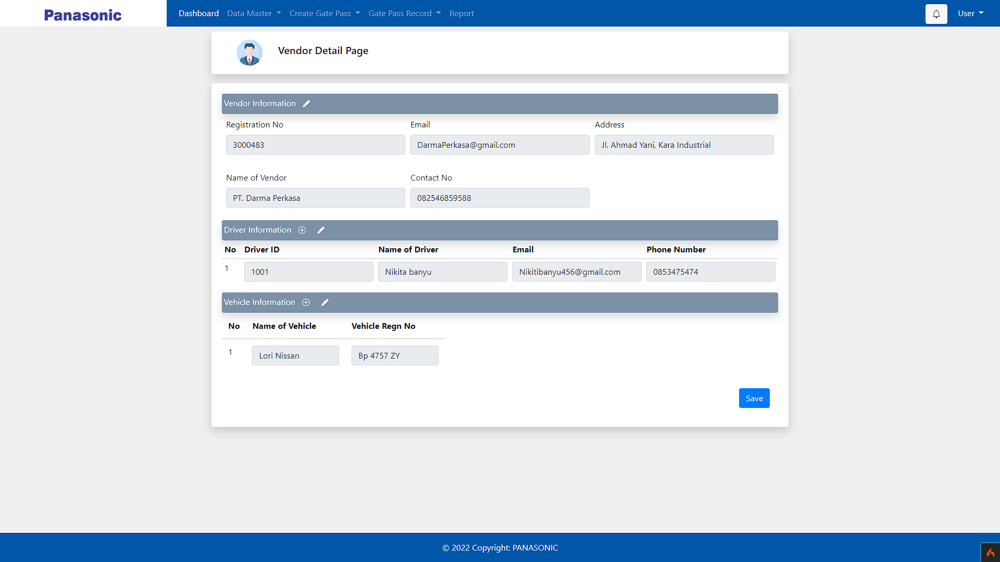 Panasonic
Dashboard Data Master Create Gate Pass Gate Pass Record Report User
Vendor Detail Page
Vendor Information
Registration No Email Address
3000483 DarmaPerkasa@gmail.com Jl. Ahmad Yani, Kara Industrial
Name of Vendor Contact No
PT. Darma Perkasa 082546859588
Driver Information
No Driver ID Name of Driver Email Phone Number
1 1001 Nikita banyu Nikitibanyu456@gmail.com 0853475474
Vehicle Information
No Name of Vehicle Vehicle Regn No
1 Lori Nissan Bp 4757 ZY
Save
© 2022 Copyright: PANASONIC